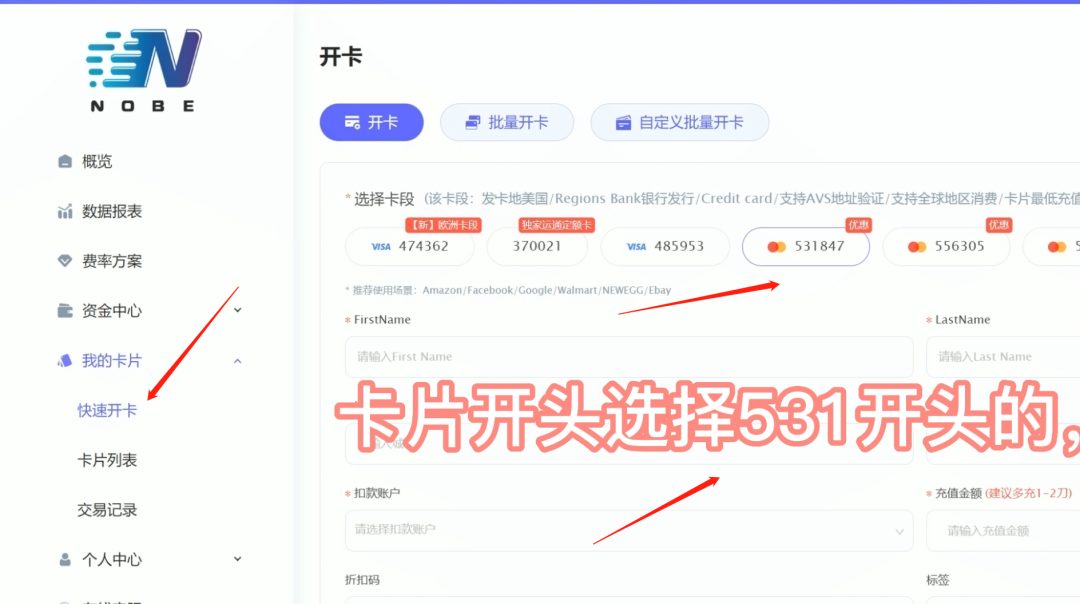 NOBE
概览
数据报表
费率方案
资金中心
我的卡片
快速开卡
卡片列表
交易记录
个人中心
开卡
开卡 批量开卡 自定义批量开卡
* 选择卡段（该卡段：发卡地美国/Regions Bank银行发行/Credit card/支持AVS地址验证/支持全球地区消费/卡片最低充值
【新】欧洲卡段 独家运通定额卡 优惠 优惠
VISA 474362 370021 VISA 485953 531847 556305 5
* 推荐使用场景：Amazon/Facebook/Google/Walmart/NEWEGG/Ebay
* FirstName * LastName
请输入First Name 请输入Last Name
卡片开头选择531开头的,
* 扣款账户 * 充值金额 (建议多充1-2刀)
请选择扣款账户 请输入充值金额
折扣码 标签